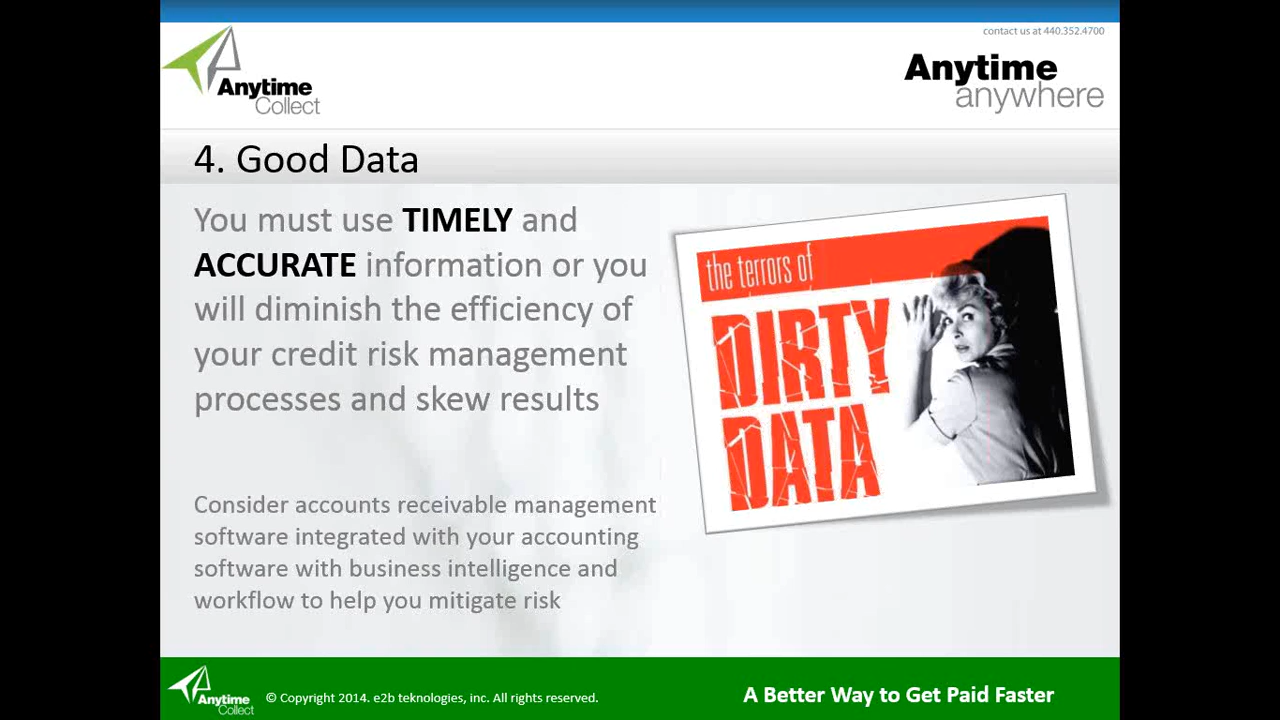 contact us at 440.352.4700
Anytime
Collect
Anytime
anywhere
4. Good Data
You must use TIMELY and
ACCURATE information or you
will diminish the efficiency of
your credit risk management
processes and skew results
the terrors of
DIRTY
DATA
Consider accounts receivable management
software integrated with your accounting
software with business intelligence and
workflow to help you mitigate risk
Anytime
Collect
© Copyright 2014. e2b teknologies, inc. All rights reserved.
A Better Way to Get Paid Faster